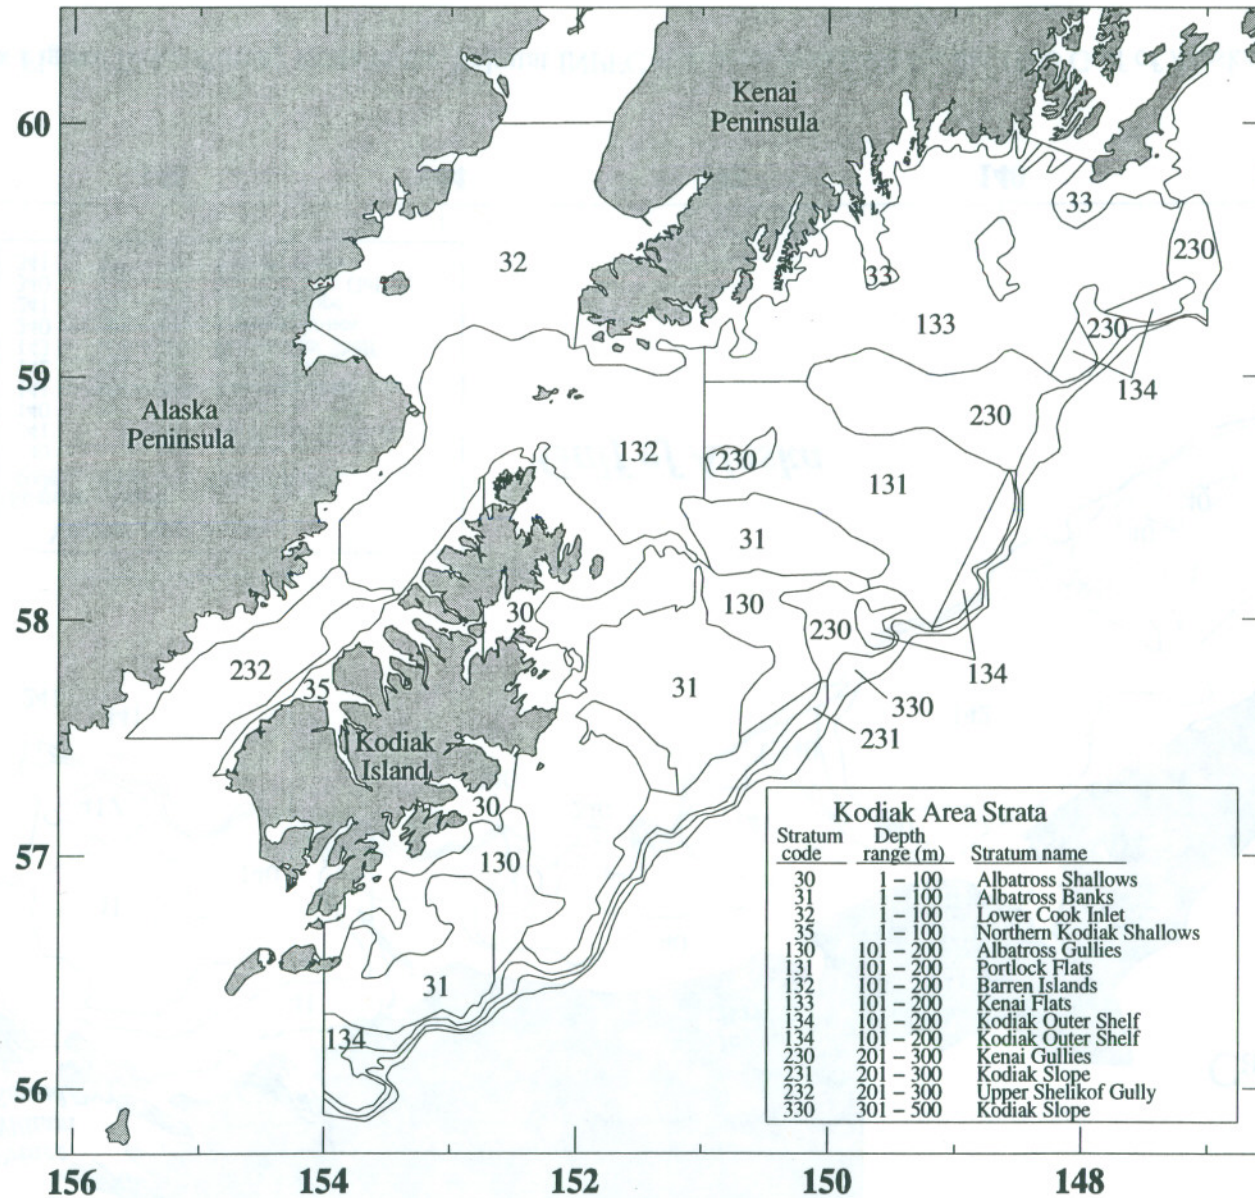 60
59
58
57
56
156
154
152
150
148
Kenai
Peninsula
Alaska
Peninsula
Kodiak
Island
32
33
33
230
133
230
134
230
132
230
131
31
30
130
230
134
232
35
31
330
231
30
130
31
134
Kodiak Area Strata
Stratum code Depth range (m) Stratum name
30 1 – 100 Albatross Shallows
31 1 – 100 Albatross Banks
32 1 – 100 Lower Cook Inlet
35 1 – 100 Northern Kodiak Shallows
130 101 – 200 Albatross Gullies
131 101 – 200 Portlock Flats
132 101 – 200 Barren Islands
133 101 – 200 Kenai Flats
134 101 – 200 Kodiak Outer Shelf
134 101 – 200 Kodiak Outer Shelf
230 201 – 300 Kenai Gullies
231 201 – 300 Kodiak Slope
232 201 – 300 Upper Shelikof Gully
330 301 – 500 Kodiak Slope